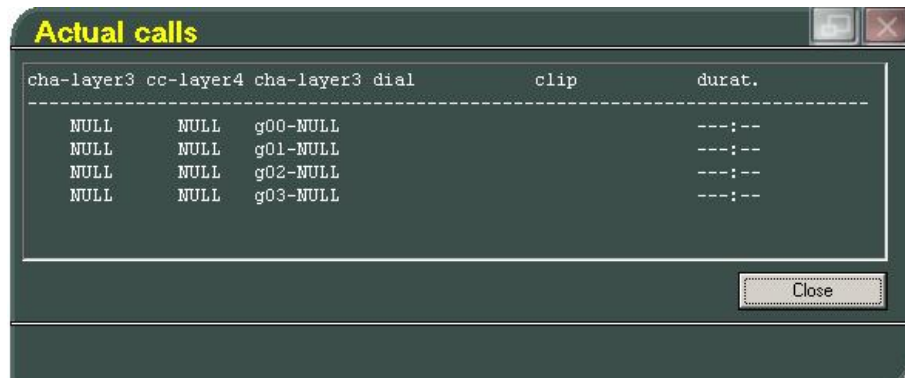 Actual calls
cha-layer3 cc-layer4 cha-layer3 dial clip durat.
--------------------------------------------------------------------------------
NULL NULL g00-NULL ---:--
NULL NULL g01-NULL ---:--
NULL NULL g02-NULL ---:--
NULL NULL g03-NULL ---:--
Close